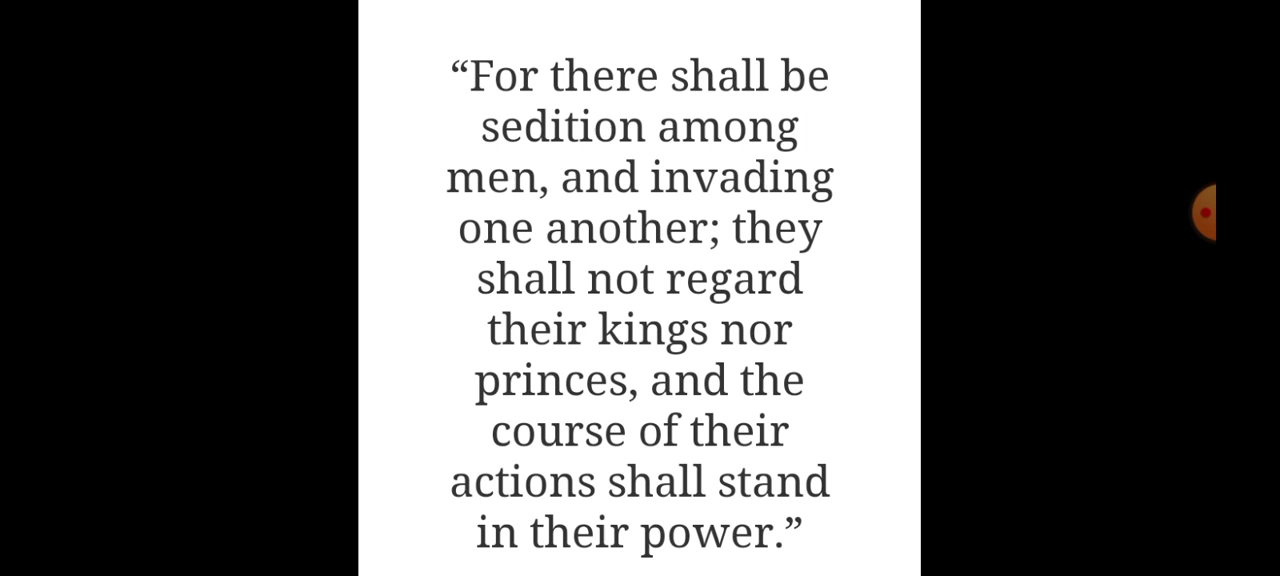 “For there shall be
sedition among
men, and invading
one another; they
shall not regard
their kings nor
princes, and the
course of their
actions shall stand
in their power.”